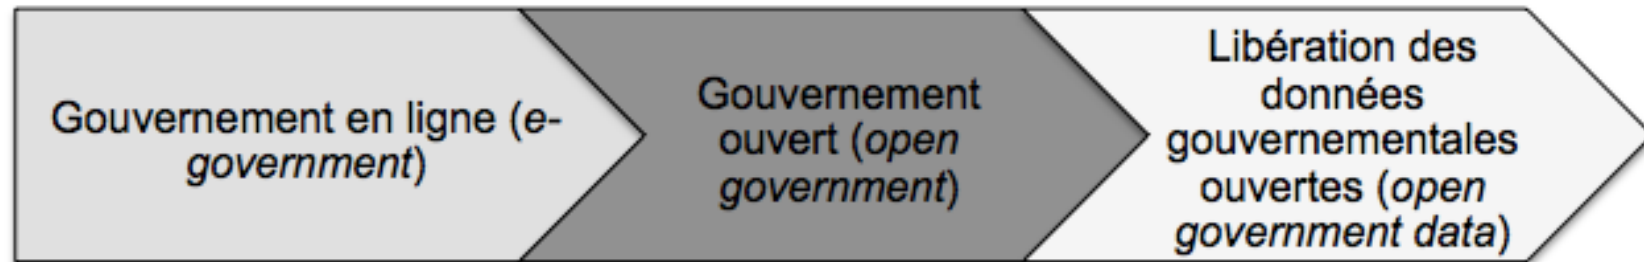 Gouvernement en ligne (e-
government)
Gouvernement
ouvert (open
government)
Libération des
données
gouvernementales
ouvertes (open
government data)